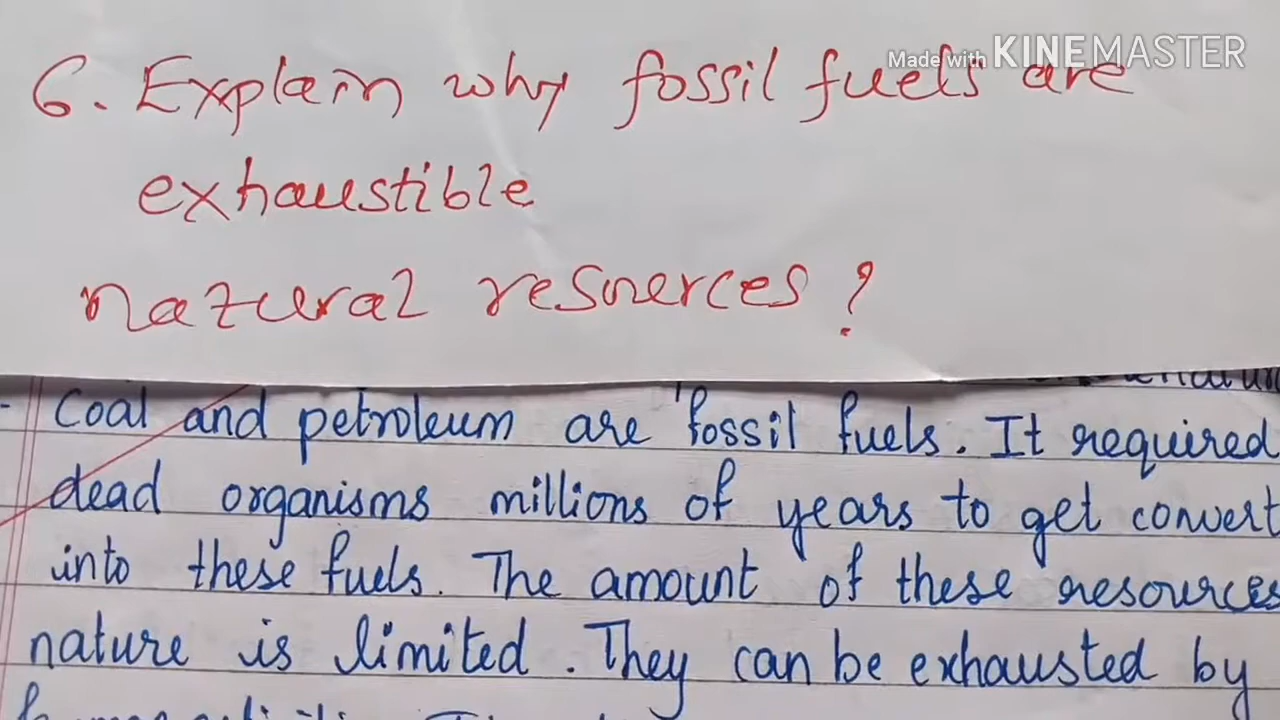 Made with KINEMASTER
6. Explain why fossil fuels are
exhaustible
natural resources?
Coal and petroleum are fossil fuels. It required
dead organisms millions of years to get convert
into these fuels. The amount of these resources
nature is limited. They can be exhausted by